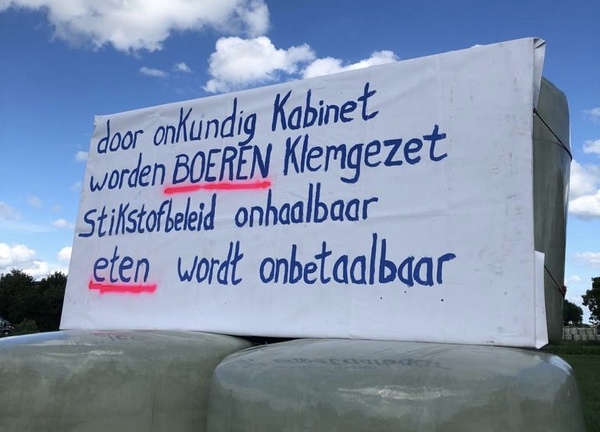 door onkundig Kabinet
worden BOEREN Klemgezet
Stikstofbeleid onhaalbaar
eten wordt onbetaalbaar